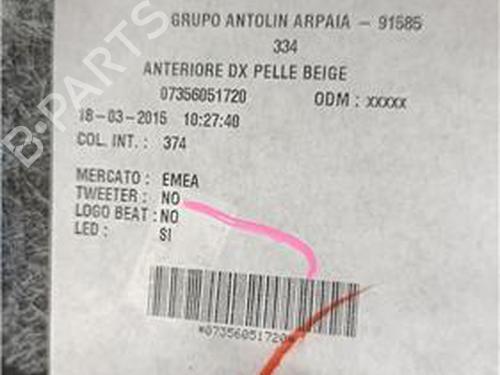 GRUPO ANTOLIN ARPAIA - 91585
334
ANTERIORE DX PELLE BEIGE
07356051720 ODM : xxxxx
18-03-2015 10:27:40
COL. INT. : 374
MERCATO : EMEA
TWEETER : NO
LOGO BEAT : NO
LED : SI
*07356051720*
B-PARTS